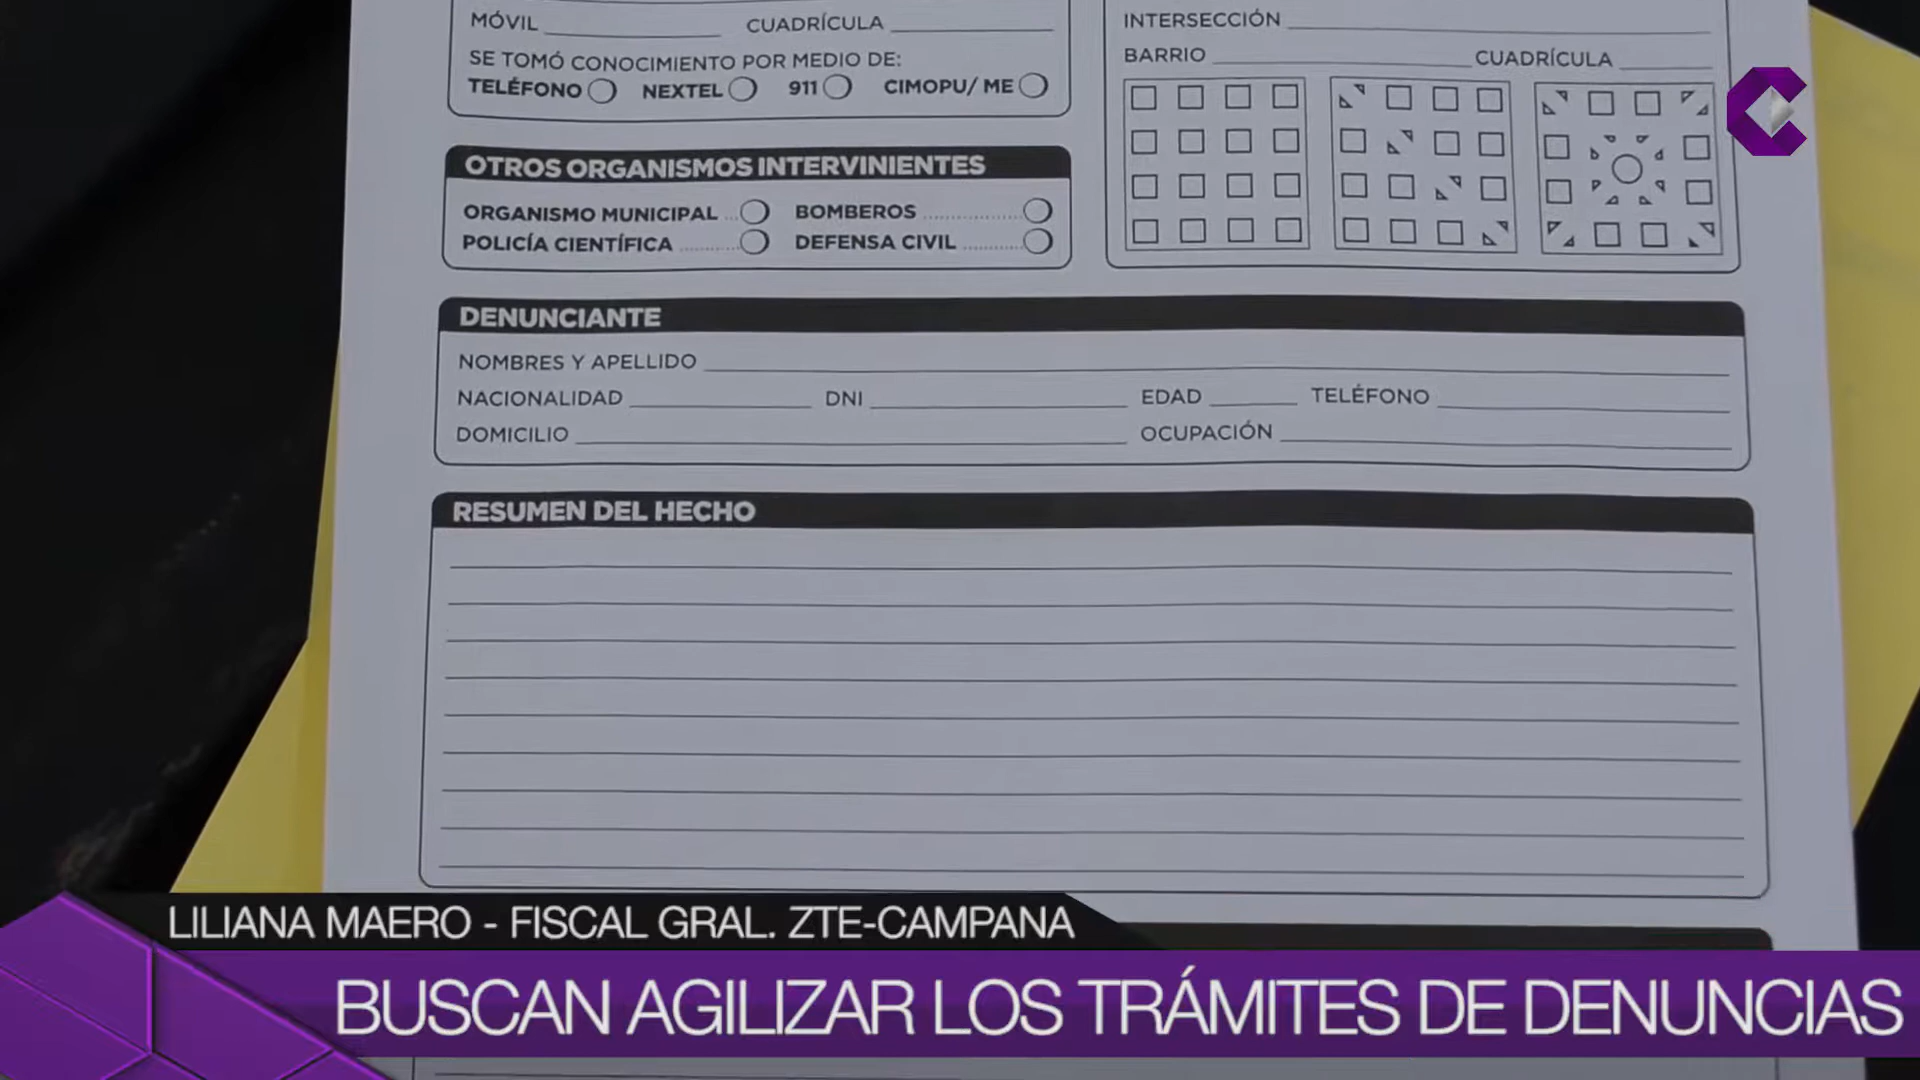 MÓVIL CUADRÍCULA
SE TOMÓ CONOCIMIENTO POR MEDIO DE:
TELÉFONO NEXTEL 911 CIMOPU/ ME
INTERSECCIÓN
BARRIO CUADRÍCULA
OTROS ORGANISMOS INTERVINIENTES
ORGANISMO MUNICIPAL BOMBEROS
POLICÍA CIENTÍFICA DEFENSA CIVIL
DENUNCIANTE
NOMBRES Y APELLIDO
NACIONALIDAD DNI EDAD TELÉFONO
DOMICILIO OCUPACIÓN
RESUMEN DEL HECHO
LILIANA MAERO - FISCAL GRAL. ZTE-CAMPANA
BUSCAN AGILIZAR LOS TRÁMITES DE DENUNCIAS